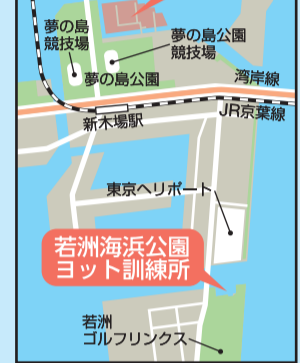 夢の島
競技場
夢の島公園
競技場
夢の島公園
湾岸線
新木場駅
JR京葉線
東京ヘリポート
若洲海浜公園
ヨット訓練所
若洲
ゴルフリンクス